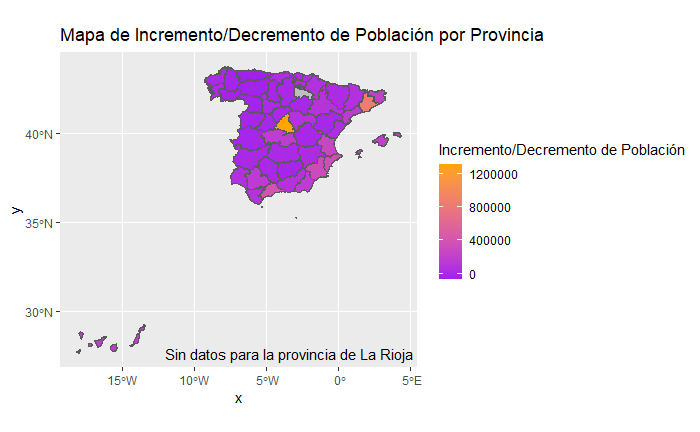 Mapa de Incremento/Decremento de Población por Provincia
40°N
35°N
30°N
y
Sin datos para la provincia de La Rioja
15°W
10°W
5°W
0°
5°E
x
Incremento/Decremento de Población
1200000
800000
400000
0